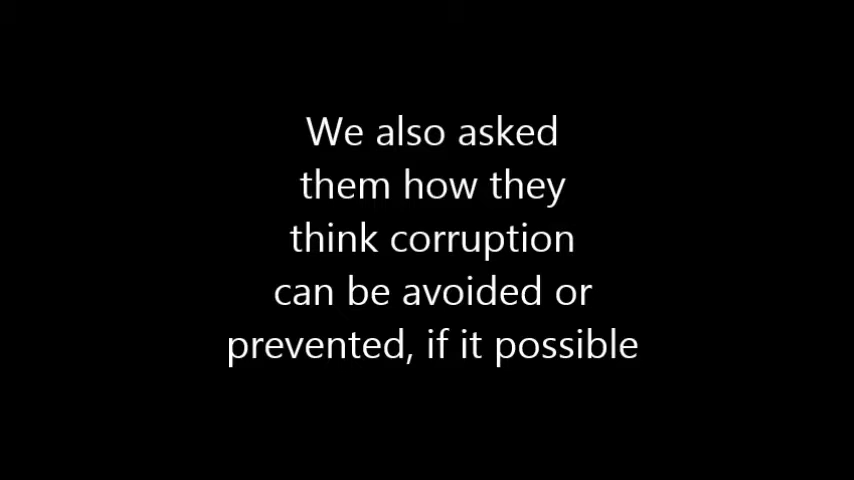 We also asked
them how they
think corruption
can be avoided or
prevented, if it possible